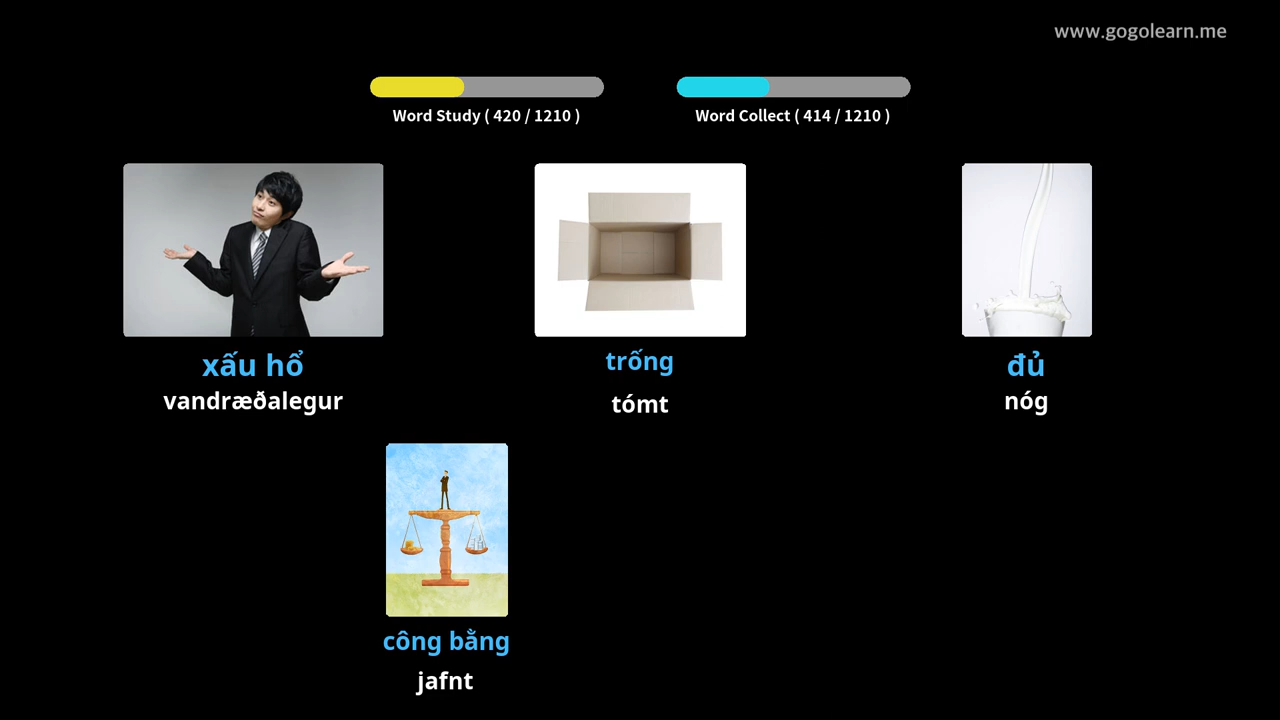 www.gogolearn.me
Word Study ( 420 / 1210 )
Word Collect ( 414 / 1210 )
xấu hổ
vandræðalegur
trống
tómt
đủ
nóg
công bằng
jafnt